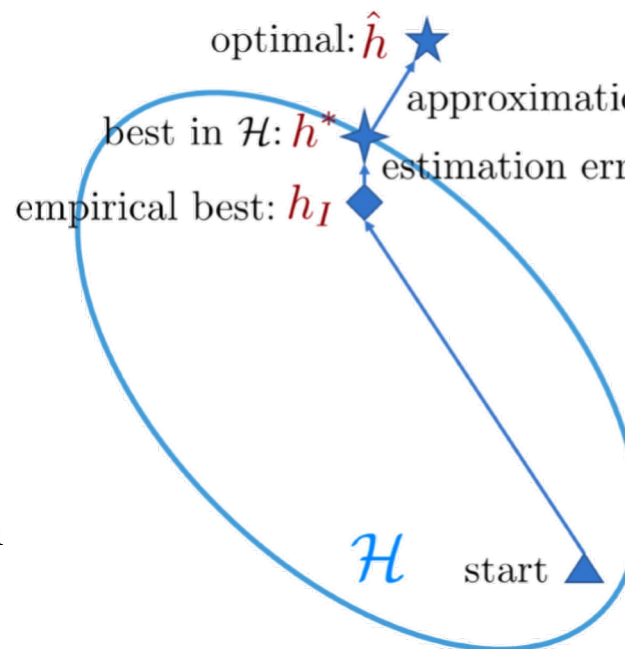 optimal: ĥ
approximatio
best in ℋ: h*
estimation err
empirical best: h_I
ℋ
start